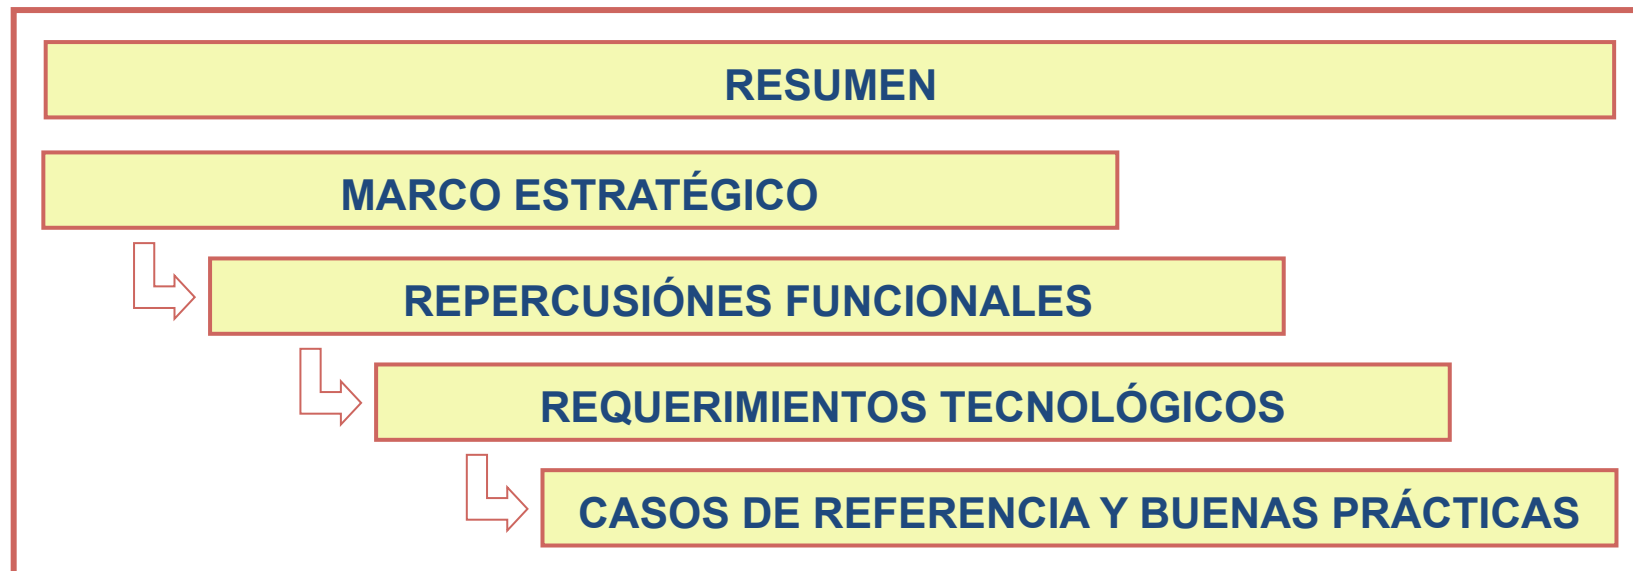 RESUMEN
MARCO ESTRATÉGICO
REPERCUSIÓNES FUNCIONALES
REQUERIMIENTOS TECNOLÓGICOS
CASOS DE REFERENCIA Y BUENAS PRÁCTICAS